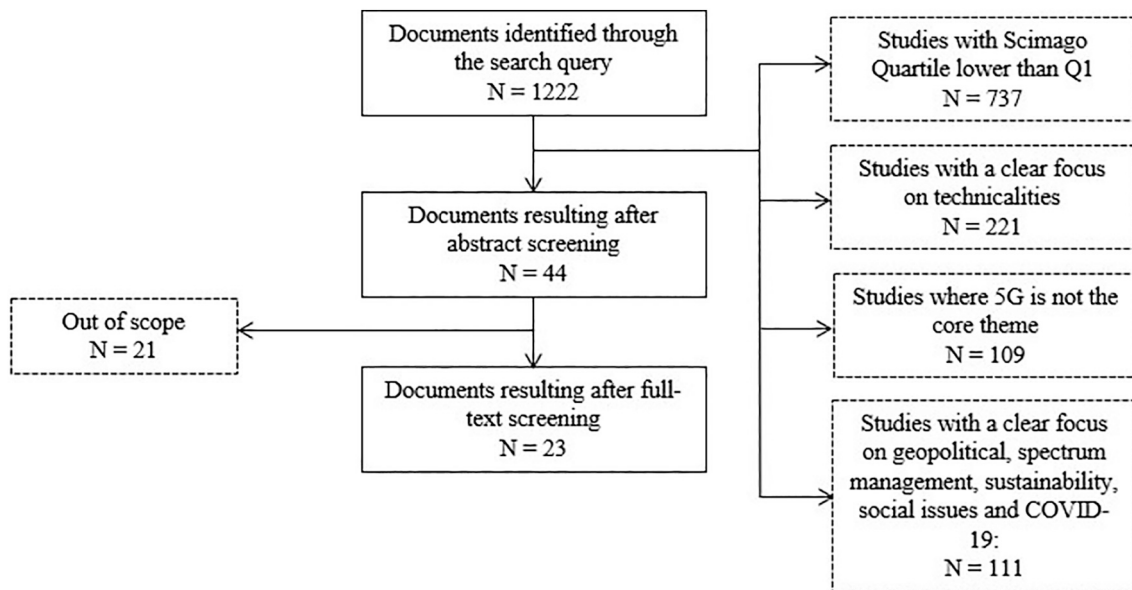 Documents identified through
the search query
N = 1222
Studies with Scimago
Quartile lower than Q1
N = 737
Studies with a clear focus
on technicalities
N = 221
Documents resulting after
abstract screening
N = 44
Studies where 5G is not the
core theme
N = 109
Out of scope
N = 21
Documents resulting after full-
text screening
N = 23
Studies with a clear focus
on geopolitical, spectrum
management, sustainability,
social issues and COVID-
19:
N = 111